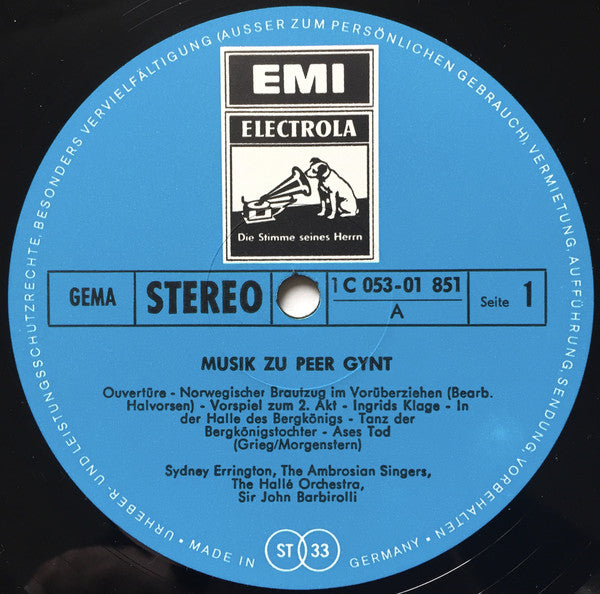 URHEBER- UND LEISTUNGSSCHUTZRECHTE, BESONDERS VERVIELFÄLTIGUNG (AUSSER ZUM PERSÖNLICHEN GEBRAUCH), VERMIETUNG, AUFFÜHRUNG, SENDUNG, VORBEHALTEN
EMI
ELECTROLA
Die Stimme seines Herrn
GEMA STEREO 1 C 053-01 851 Seite 1
A
MUSIK ZU PEER GYNT
Ouvertüre - Norwegischer Brautzug im Vorüberziehen (Bearb.
Halvorsen) - Vorspiel zum 2. Akt - Ingrids Klage - In
der Halle des Bergkönigs - Tanz der
Bergkönigstochter - Ases Tod
(Grieg/Morgenstern)
Sydney Errington, The Ambrosian Singers,
The Hallé Orchestra,
Sir John Barbirolli
• MADE IN ST 33 GERMANY •